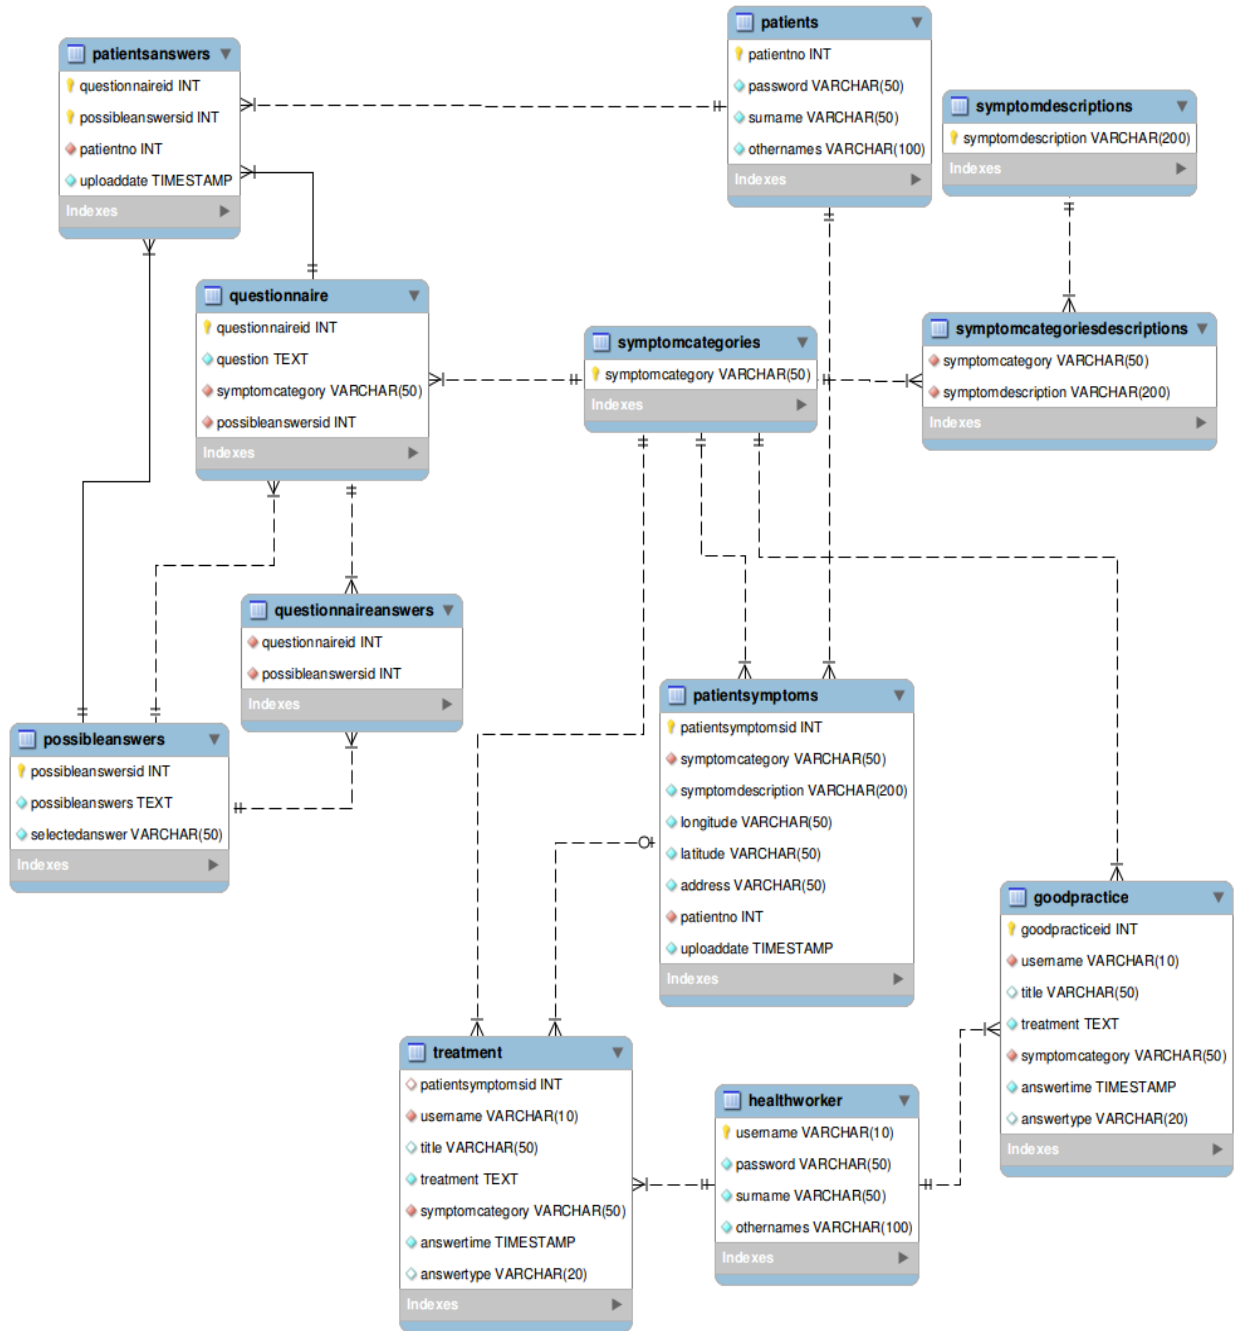 patients
patientno INT
password VARCHAR(50)
surname VARCHAR(50)
othernames VARCHAR(100)
Indexes
patientsanswers
questionnaireid INT
possibleanswersid INT
patientno INT
uploaddate TIMESTAMP
Indexes
symptomdescriptions
symptomdescription VARCHAR(200)
Indexes
questionnaire
questionnaireid INT
question TEXT
symptomcategory VARCHAR(50)
possibleanswersid INT
Indexes
symptomcategories
symptomcategory VARCHAR(50)
Indexes
symptomcategoriesdescriptions
symptomcategory VARCHAR(50)
symptomdescription VARCHAR(200)
Indexes
questionnaireanswers
questionnaireid INT
possibleanswersid INT
Indexes
possibleanswers
possibleanswersid INT
possibleanswers TEXT
selectedanswer VARCHAR(50)
Indexes
patientsymptoms
patientsymptomsid INT
symptomcategory VARCHAR(50)
symptomdescription VARCHAR(200)
longitude VARCHAR(50)
latitude VARCHAR(50)
address VARCHAR(50)
patientno INT
uploaddate TIMESTAMP
Indexes
goodpractice
goodpracticeid INT
username VARCHAR(10)
title VARCHAR(50)
treatment TEXT
symptomcategory VARCHAR(50)
answertime TIMESTAMP
answertype VARCHAR(20)
Indexes
treatment
patientsymptomsid INT
username VARCHAR(10)
title VARCHAR(50)
treatment TEXT
symptomcategory VARCHAR(50)
answertime TIMESTAMP
answertype VARCHAR(20)
Indexes
healthworker
username VARCHAR(10)
password VARCHAR(50)
surname VARCHAR(50)
othernames VARCHAR(100)
Indexes